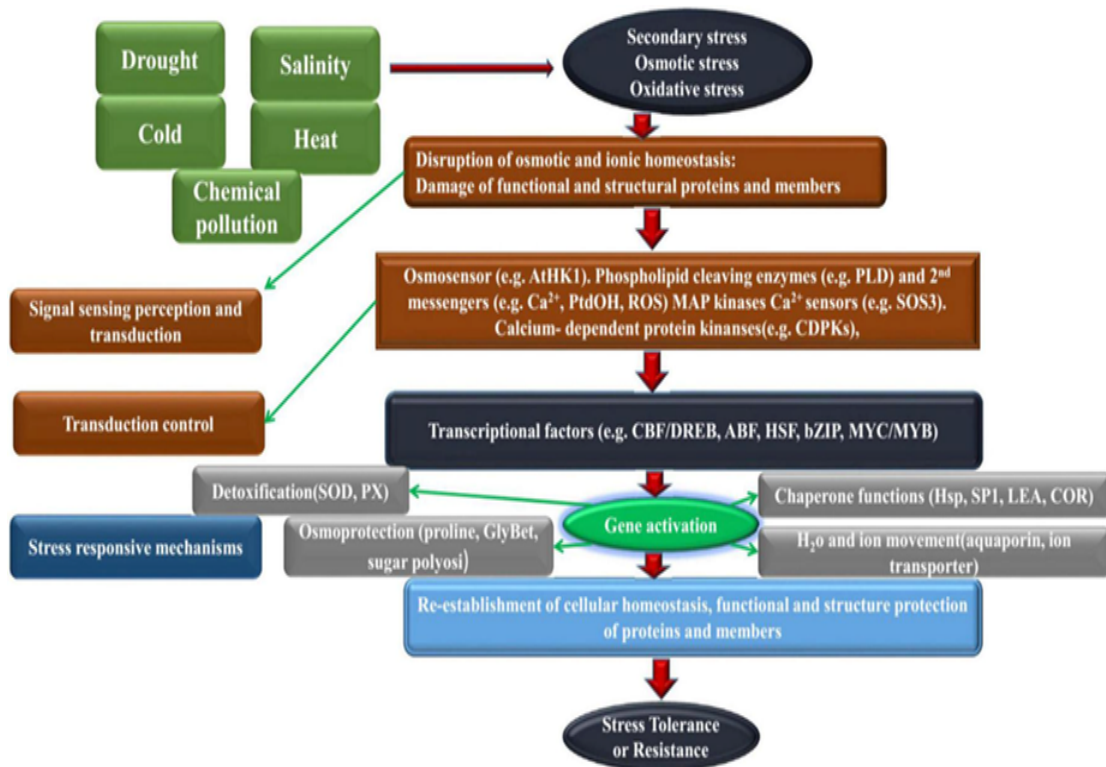 Drought
Salinity
Cold
Heat
Chemical
pollution
Secondary stress
Osmotic stress
Oxidative stress
Disruption of osmotic and ionic homeostasis:
Damage of functional and structural proteins and members
Signal sensing perception and
transduction
Osmosensor (e.g. AtHK1). Phospholipid cleaving enzymes (e.g. PLD) and 2nd
messengers (e.g. Ca²⁺, PtdOH, ROS) MAP kinases Ca²⁺ sensors (e.g. SOS3).
Calcium- dependent protein kinanses(e.g. CDPKs),
Transduction control
Transcriptional factors (e.g. CBF/DREB, ABF, HSF, bZIP, MYC/MYB)
Detoxification(SOD, PX)
Chaperone functions (Hsp, SP1, LEA, COR)
Gene activation
Stress responsive mechanisms
Osmoprotection (proline, GlyBet,
sugar polyosi)
H₂o and ion movement(aquaporin, ion
transporter)
Re-establishment of cellular homeostasis, functional and structure protection
of proteins and members
Stress Tolerance
or Resistance